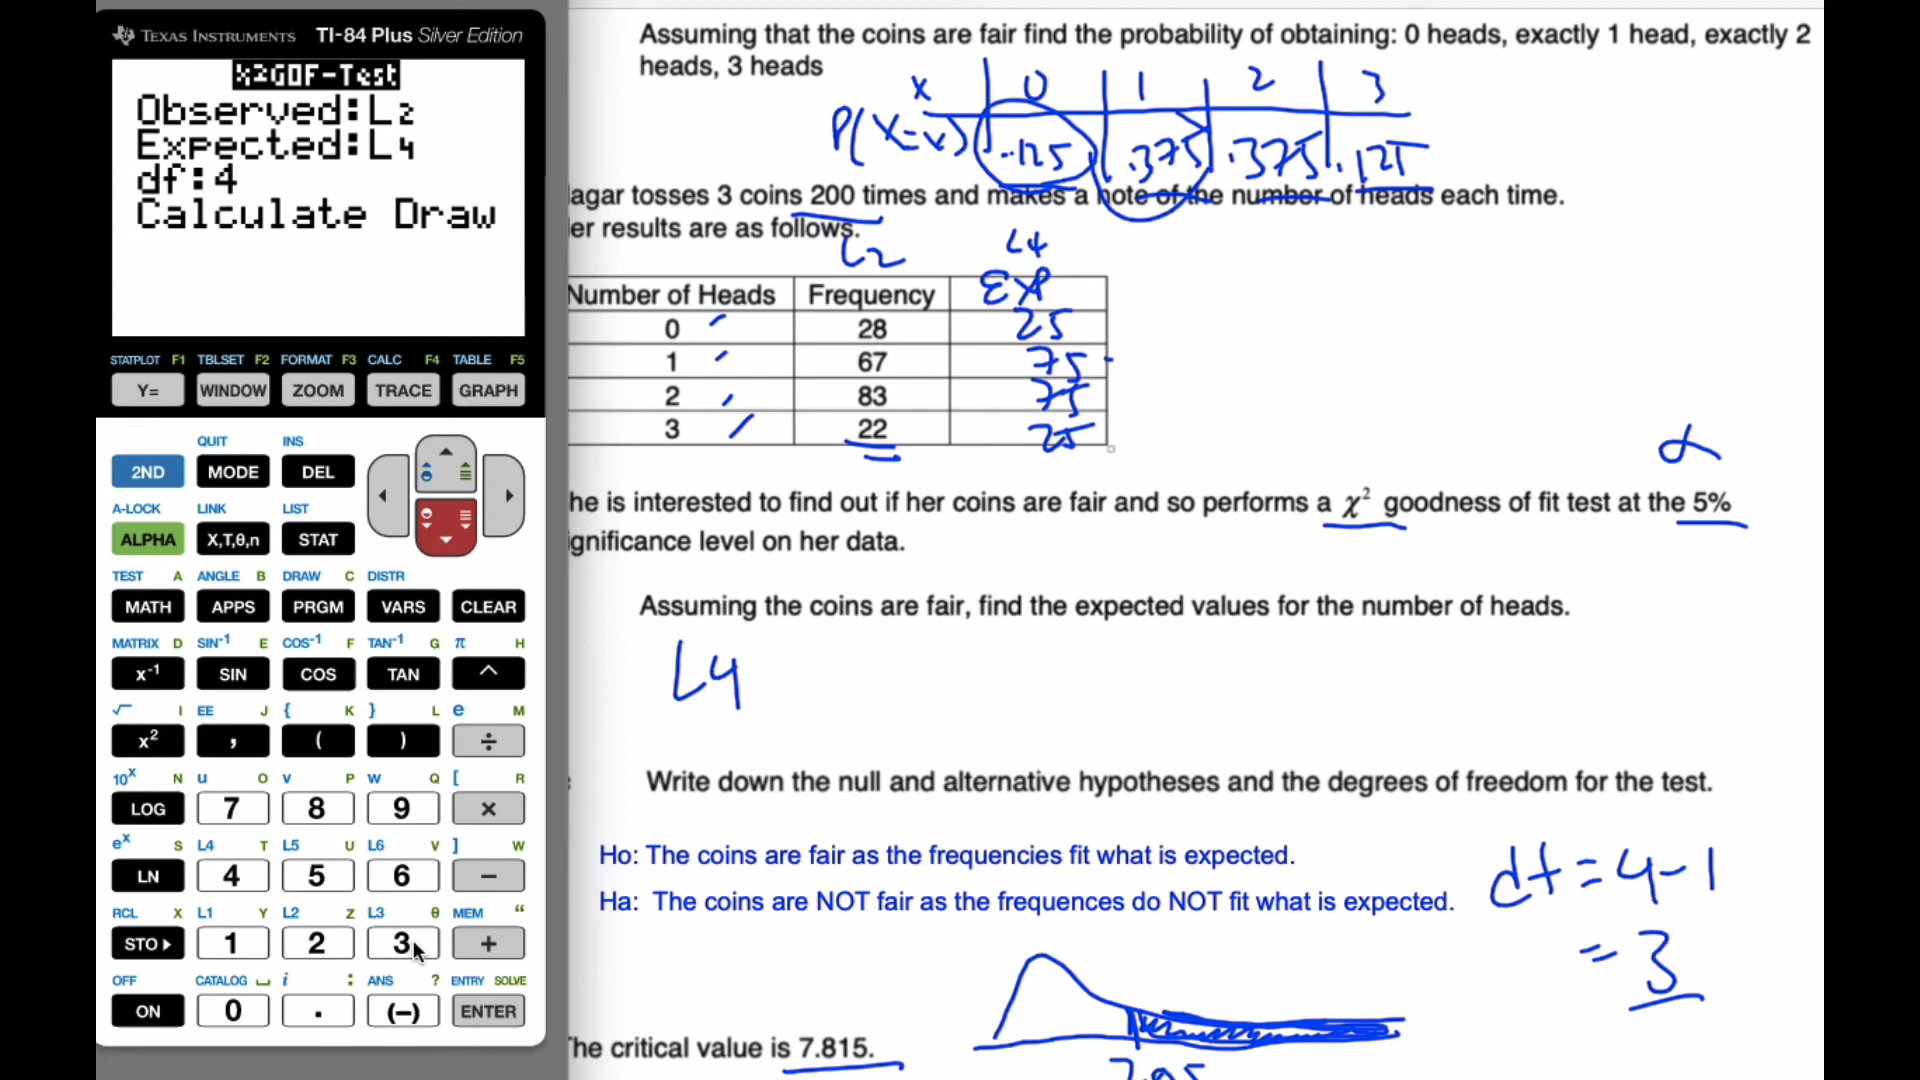 TEXAS INSTRUMENTS TI-84 Plus Silver Edition
X²GOF-Test
Observed:L₂
Expected:L₄
df:4
Calculate Draw
STATPLOT F1 TBLSET F2 FORMAT F3 CALC F4 TABLE F5
Y= WINDOW ZOOM TRACE GRAPH
QUIT INS
2ND MODE DEL
A-LOCK LINK LIST
ALPHA X,T,θ,n STAT
TEST A ANGLE B DRAW C DISTR
MATH APPS PRGM VARS CLEAR
MATRIX D SIN⁻¹ E COS⁻¹ F TAN⁻¹ G π H
x⁻¹ SIN COS TAN ^
√ I EE J { K } L e M
x² , ( ) ÷
10ˣ N u O v P w Q [ R
LOG 7 8 9 ×
eˣ S L4 T L5 U L6 V ] W
LN 4 5 6 −
RCL X L1 Y L2 Z L3 θ MEM “
STO▸ 1 2 3 +
OFF CATALOG ⌴ i : ANS ? ENTRY SOLVE
ON 0 . (−) ENTER
Assuming that the coins are fair find the probability of obtaining: 0 heads, exactly 1 head, exactly 2
heads, 3 heads
x 0 1 2 3
P(X=x) .125 .375 .375 .125
lagar tosses 3 coins 200 times and makes a note of the number of heads each time.
er results are as follows.
L2 L4
Number of Heads Frequency EXP
0 28 25
1 67 75
2 83 75
3 22 25
α
he is interested to find out if her coins are fair and so performs a χ² goodness of fit test at the 5%
ignificance level on her data.
Assuming the coins are fair, find the expected values for the number of heads.
L4
Write down the null and alternative hypotheses and the degrees of freedom for the test.
Ho: The coins are fair as the frequencies fit what is expected.
Ha: The coins are NOT fair as the frequences do NOT fit what is expected.
df = 4-1
= 3
The critical value is 7.815.